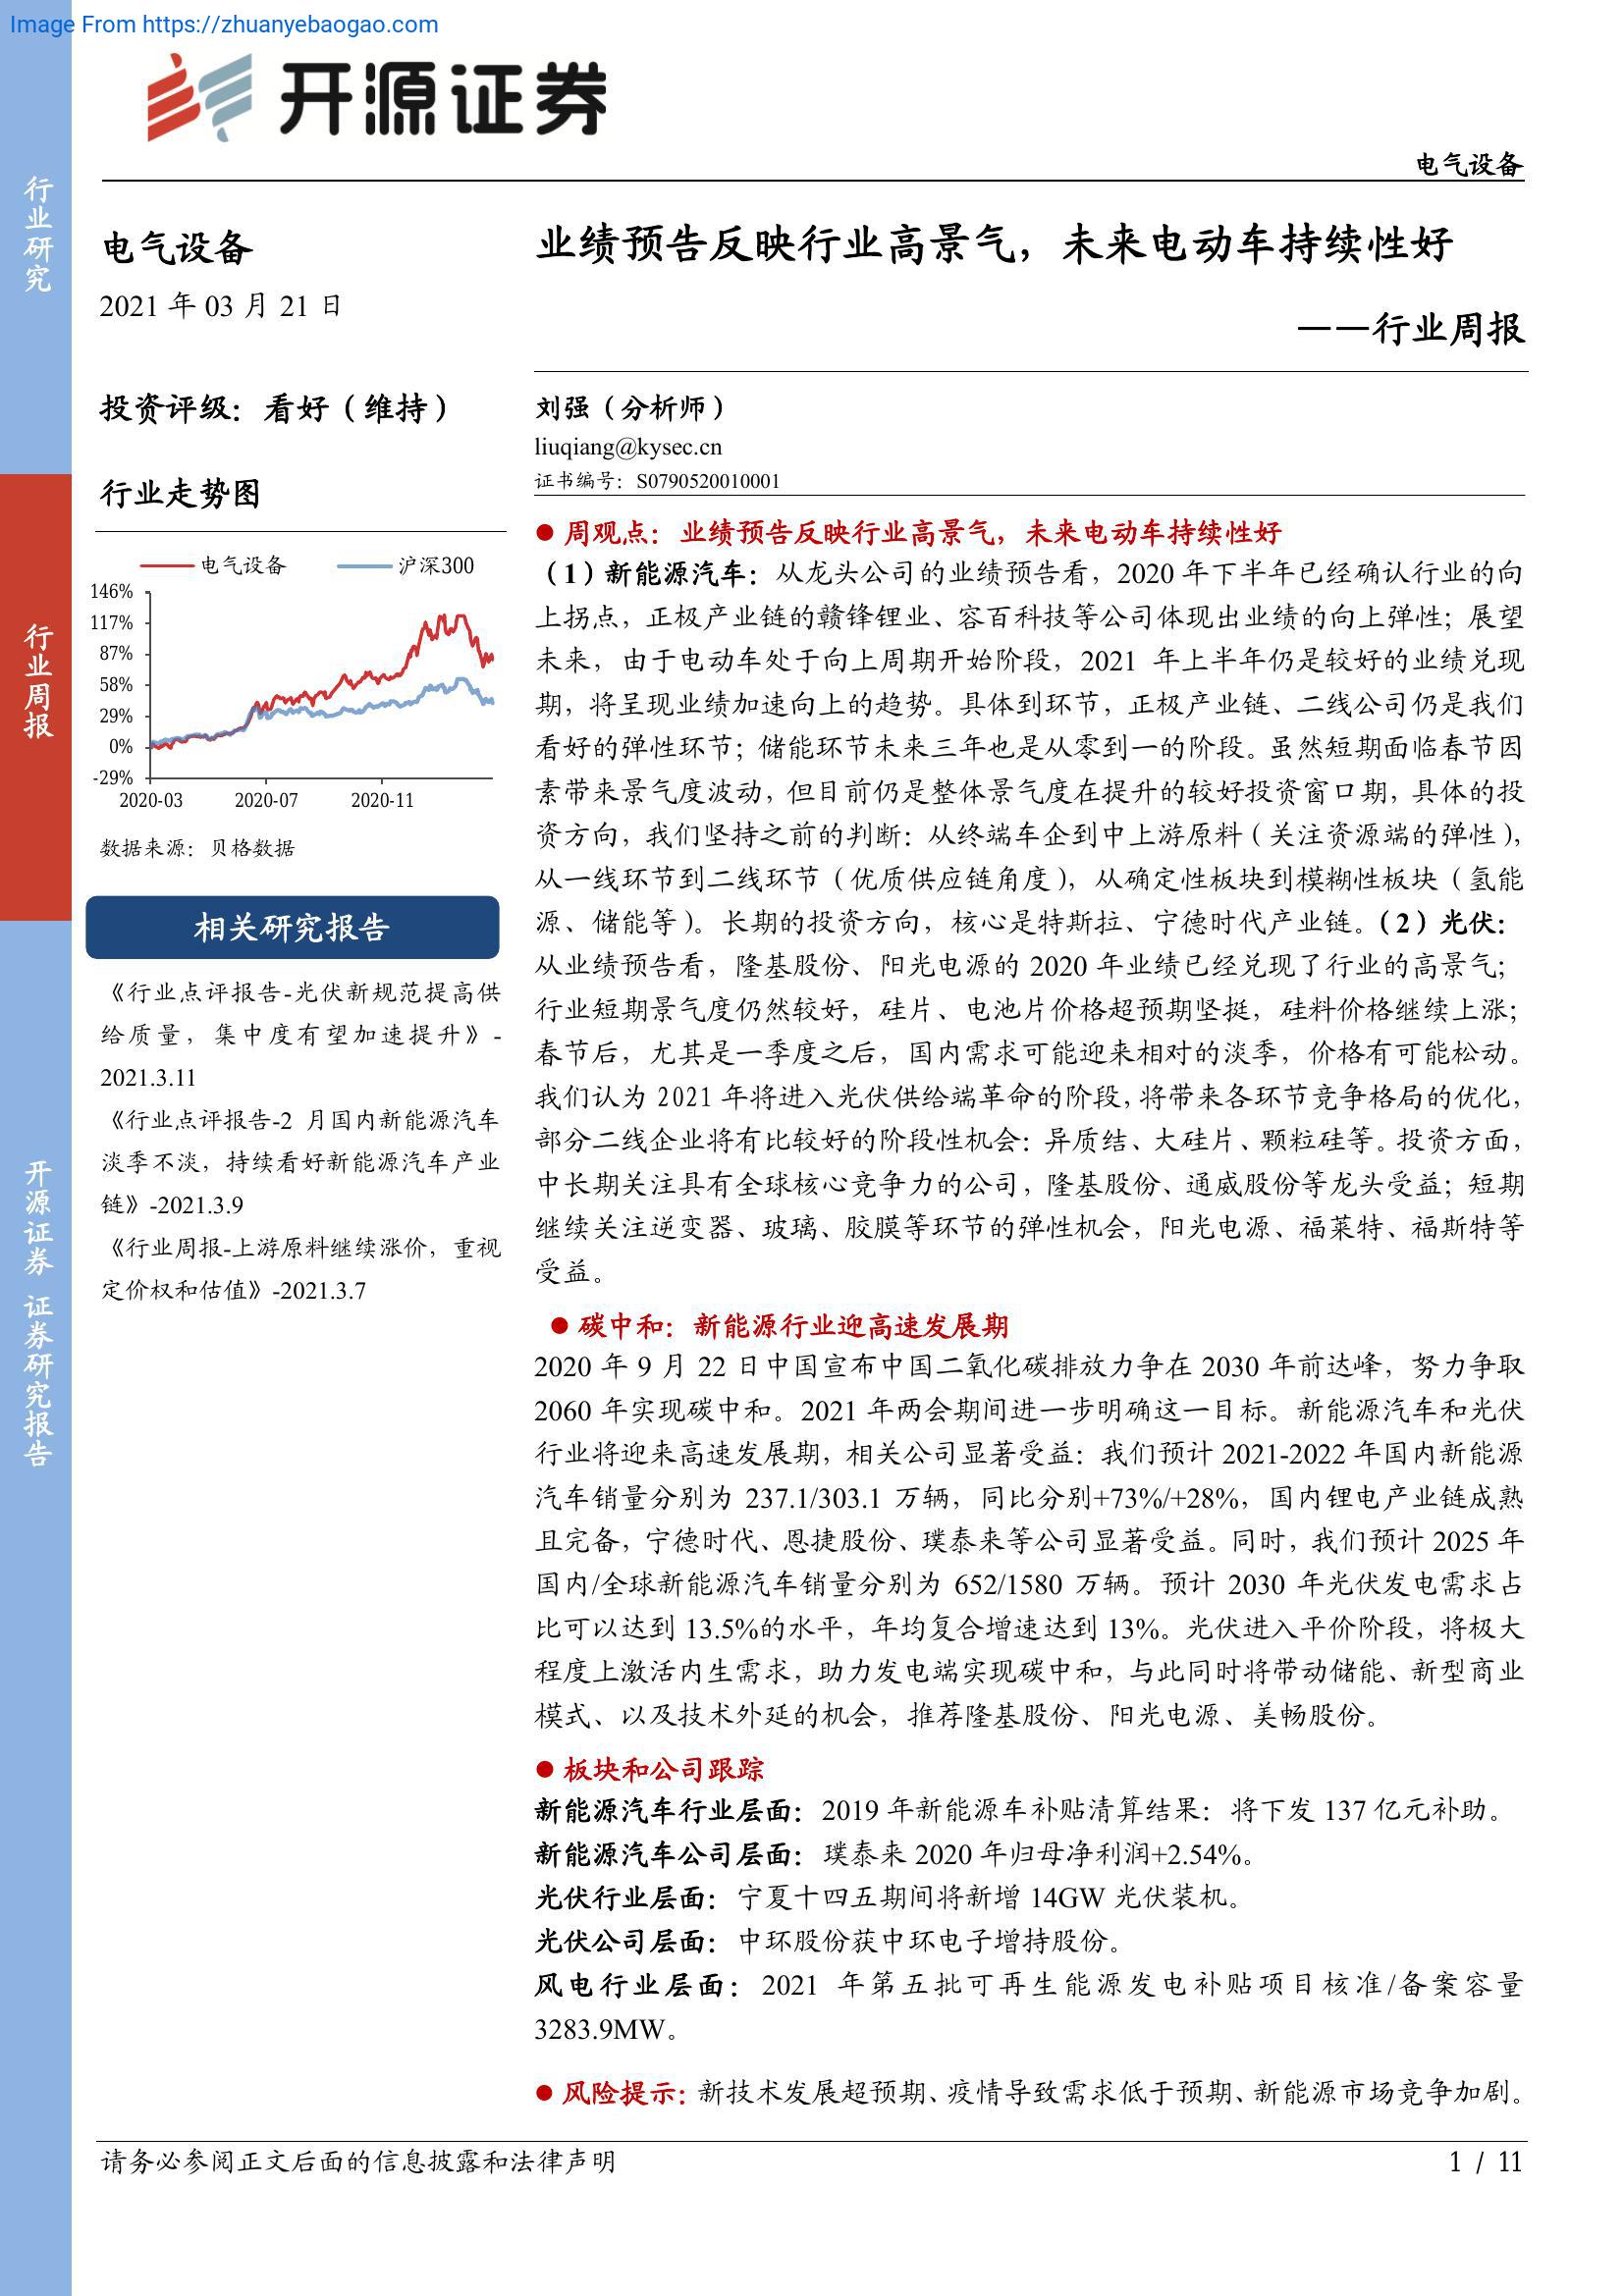 Image From https://zhuanyebaogao.com
开源证券
电气设备
行业研究
行业周报
开源证券 证券研究报告
电气设备
2021 年 03 月 21 日
投资评级：看好（维持）
行业走势图
电气设备 沪深300
146%
117%
87%
58%
29%
0%
-29%
2020-03 2020-07 2020-11
数据来源：贝格数据
相关研究报告
《行业点评报告-光伏新规范提高供
给质量，集中度有望加速提升》-
2021.3.11
《行业点评报告-2 月国内新能源汽车
淡季不淡，持续看好新能源汽车产业
链》-2021.3.9
《行业周报-上游原料继续涨价，重视
定价权和估值》-2021.3.7
业绩预告反映行业高景气，未来电动车持续性好
——行业周报
刘强（分析师）
liuqiang@kysec.cn
证书编号：S0790520010001
● 周观点：业绩预告反映行业高景气，未来电动车持续性好
（1）新能源汽车：从龙头公司的业绩预告看，2020 年下半年已经确认行业的向
上拐点，正极产业链的赣锋锂业、容百科技等公司体现出业绩的向上弹性；展望
未来，由于电动车处于向上周期开始阶段，2021 年上半年仍是较好的业绩兑现
期，将呈现业绩加速向上的趋势。具体到环节，正极产业链、二线公司仍是我们
看好的弹性环节；储能环节未来三年也是从零到一的阶段。虽然短期面临春节因
素带来景气度波动，但目前仍是整体景气度在提升的较好投资窗口期，具体的投
资方向，我们坚持之前的判断：从终端车企到中上游原料（关注资源端的弹性），
从一线环节到二线环节（优质供应链角度），从确定性板块到模糊性板块（氢能
源、储能等）。长期的投资方向，核心是特斯拉、宁德时代产业链。（2）光伏：
从业绩预告看，隆基股份、阳光电源的 2020 年业绩已经兑现了行业的高景气；
行业短期景气度仍然较好，硅片、电池片价格超预期坚挺，硅料价格继续上涨；
春节后，尤其是一季度之后，国内需求可能迎来相对的淡季，价格有可能松动。
我们认为 2021 年将进入光伏供给端革命的阶段，将带来各环节竞争格局的优化，
部分二线企业将有比较好的阶段性机会：异质结、大硅片、颗粒硅等。投资方面，
中长期关注具有全球核心竞争力的公司，隆基股份、通威股份等龙头受益；短期
继续关注逆变器、玻璃、胶膜等环节的弹性机会，阳光电源、福莱特、福斯特等
受益。
● 碳中和：新能源行业迎高速发展期
2020 年 9 月 22 日中国宣布中国二氧化碳排放力争在 2030 年前达峰，努力争取
2060 年实现碳中和。2021 年两会期间进一步明确这一目标。新能源汽车和光伏
行业将迎来高速发展期，相关公司显著受益：我们预计 2021-2022 年国内新能源
汽车销量分别为 237.1/303.1 万辆，同比分别+73%/+28%，国内锂电产业链成熟
且完备，宁德时代、恩捷股份、璞泰来等公司显著受益。同时，我们预计 2025 年
国内/全球新能源汽车销量分别为 652/1580 万辆。预计 2030 年光伏发电需求占
比可以达到 13.5%的水平，年均复合增速达到 13%。光伏进入平价阶段，将极大
程度上激活内生需求，助力发电端实现碳中和，与此同时将带动储能、新型商业
模式、以及技术外延的机会，推荐隆基股份、阳光电源、美畅股份。
● 板块和公司跟踪
新能源汽车行业层面：2019 年新能源车补贴清算结果：将下发 137 亿元补助。
新能源汽车公司层面：璞泰来 2020 年归母净利润+2.54%。
光伏行业层面：宁夏十四五期间将新增 14GW 光伏装机。
光伏公司层面：中环股份获中环电子增持股份。
风电行业层面：2021 年第五批可再生能源发电补贴项目核准/备案容量
3283.9MW。
● 风险提示：新技术发展超预期、疫情导致需求低于预期、新能源市场竞争加剧。
请务必参阅正文后面的信息披露和法律声明
1 / 11